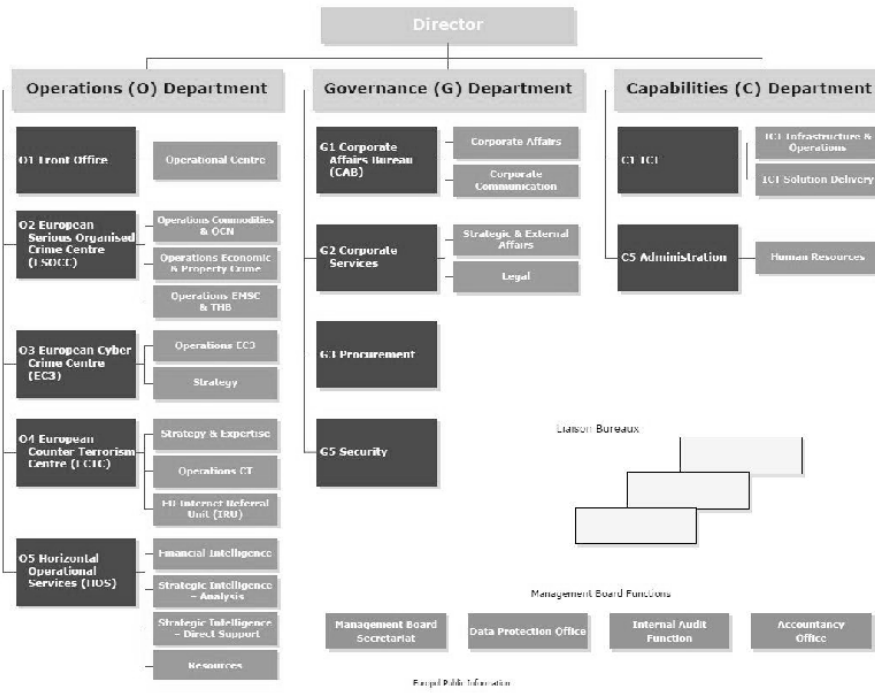 Director
Operations (O) Department
Governance (G) Department
Capabilities (C) Department
O1 Front Office
Operational Centre
O2 European
Serious Organised
Crime Centre
(ESOCC)
Operations Commodities
& OCN
Operations Economic
& Property Crime
Operations EMSC
& THB
O3 European Cyber
Crime Centre
(EC3)
Operations EC3
Strategy
O4 European
Counter Terrorism
Centre (ECTC)
Strategy & Expertise
Operations CT
EU Internet Referral
Unit (IRU)
O5 Horizontal
Operational
Services (HOS)
Financial Intelligence
Strategic Intelligence
– Analysis
Strategic Intelligence
– Direct Support
Resources
G1 Corporate
Affairs Bureau
(CAB)
Corporate Affairs
Corporate
Communication
G2 Corporate
Services
Strategic & External
Affairs
Legal
G3 Procurement
G5 Security
C1 ICT
ICT Infrastructure &
Operations
ICT Solution Delivery
C5 Administration
Human Resources
Liaison Bureaux
Management Board Functions
Management Board
Secretariat
Data Protection Office
Internal Audit
Function
Accountancy
Office
Europol Public Information